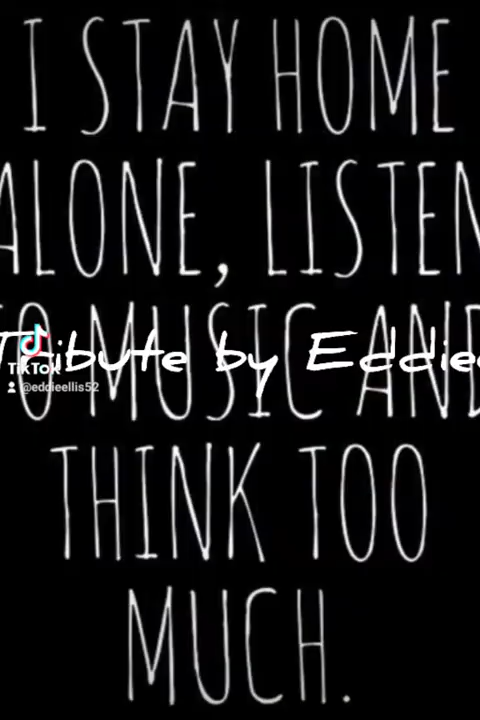 I STAY HOME
ALONE, LISTEN
TO MUSIC AND
Tribute by Eddie
TikTok
@eddieellis52
THINK TOO
MUCH.